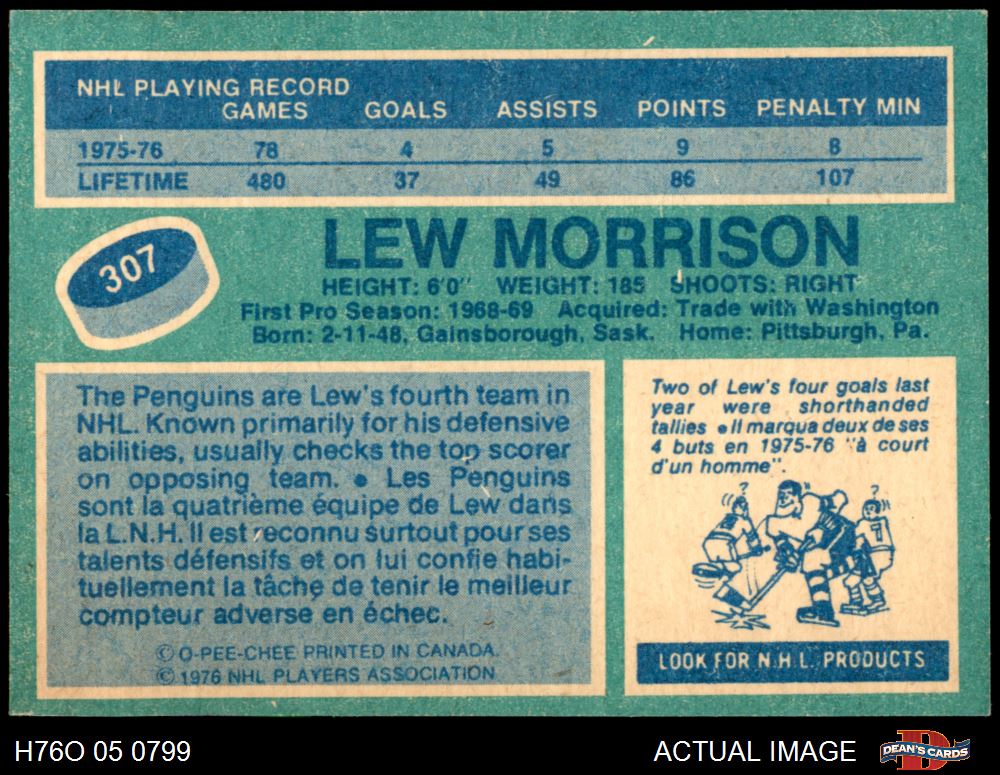 NHL PLAYING RECORD
GAMES GOALS ASSISTS POINTS PENALTY MIN
1975-76 78 4 5 9 8
LIFETIME 480 37 49 86 107
307
LEW MORRISON
HEIGHT: 6'0" WEIGHT: 185 SHOOTS: RIGHT
First Pro Season: 1968-69 Acquired: Trade with Washington
Born: 2-11-48, Gainsborough, Sask. Home: Pittsburgh, Pa.
The Penguins are Lew's fourth team in
NHL. Known primarily for his defensive
abilities, usually checks the top scorer
on opposing team. • Les Penguins
sont la quatrième équipe de Lew dans
la L.N.H. Il est reconnu surtout pour ses
talents défensifs et on lui confie habi-
tuellement la tâche de tenir le meilleur
compteur adverse en échec.
© O-PEE-CHEE PRINTED IN CANADA.
© 1976 NHL PLAYERS ASSOCIATION
Two of Lew's four goals last
year were shorthanded
tallies • Il marqua deux de ses
4 buts en 1975-76 "à court
d'un homme".
? ?
LOOK FOR N.H.L. PRODUCTS
H76O 05 0799
ACTUAL IMAGE
DEAN'S CARDS